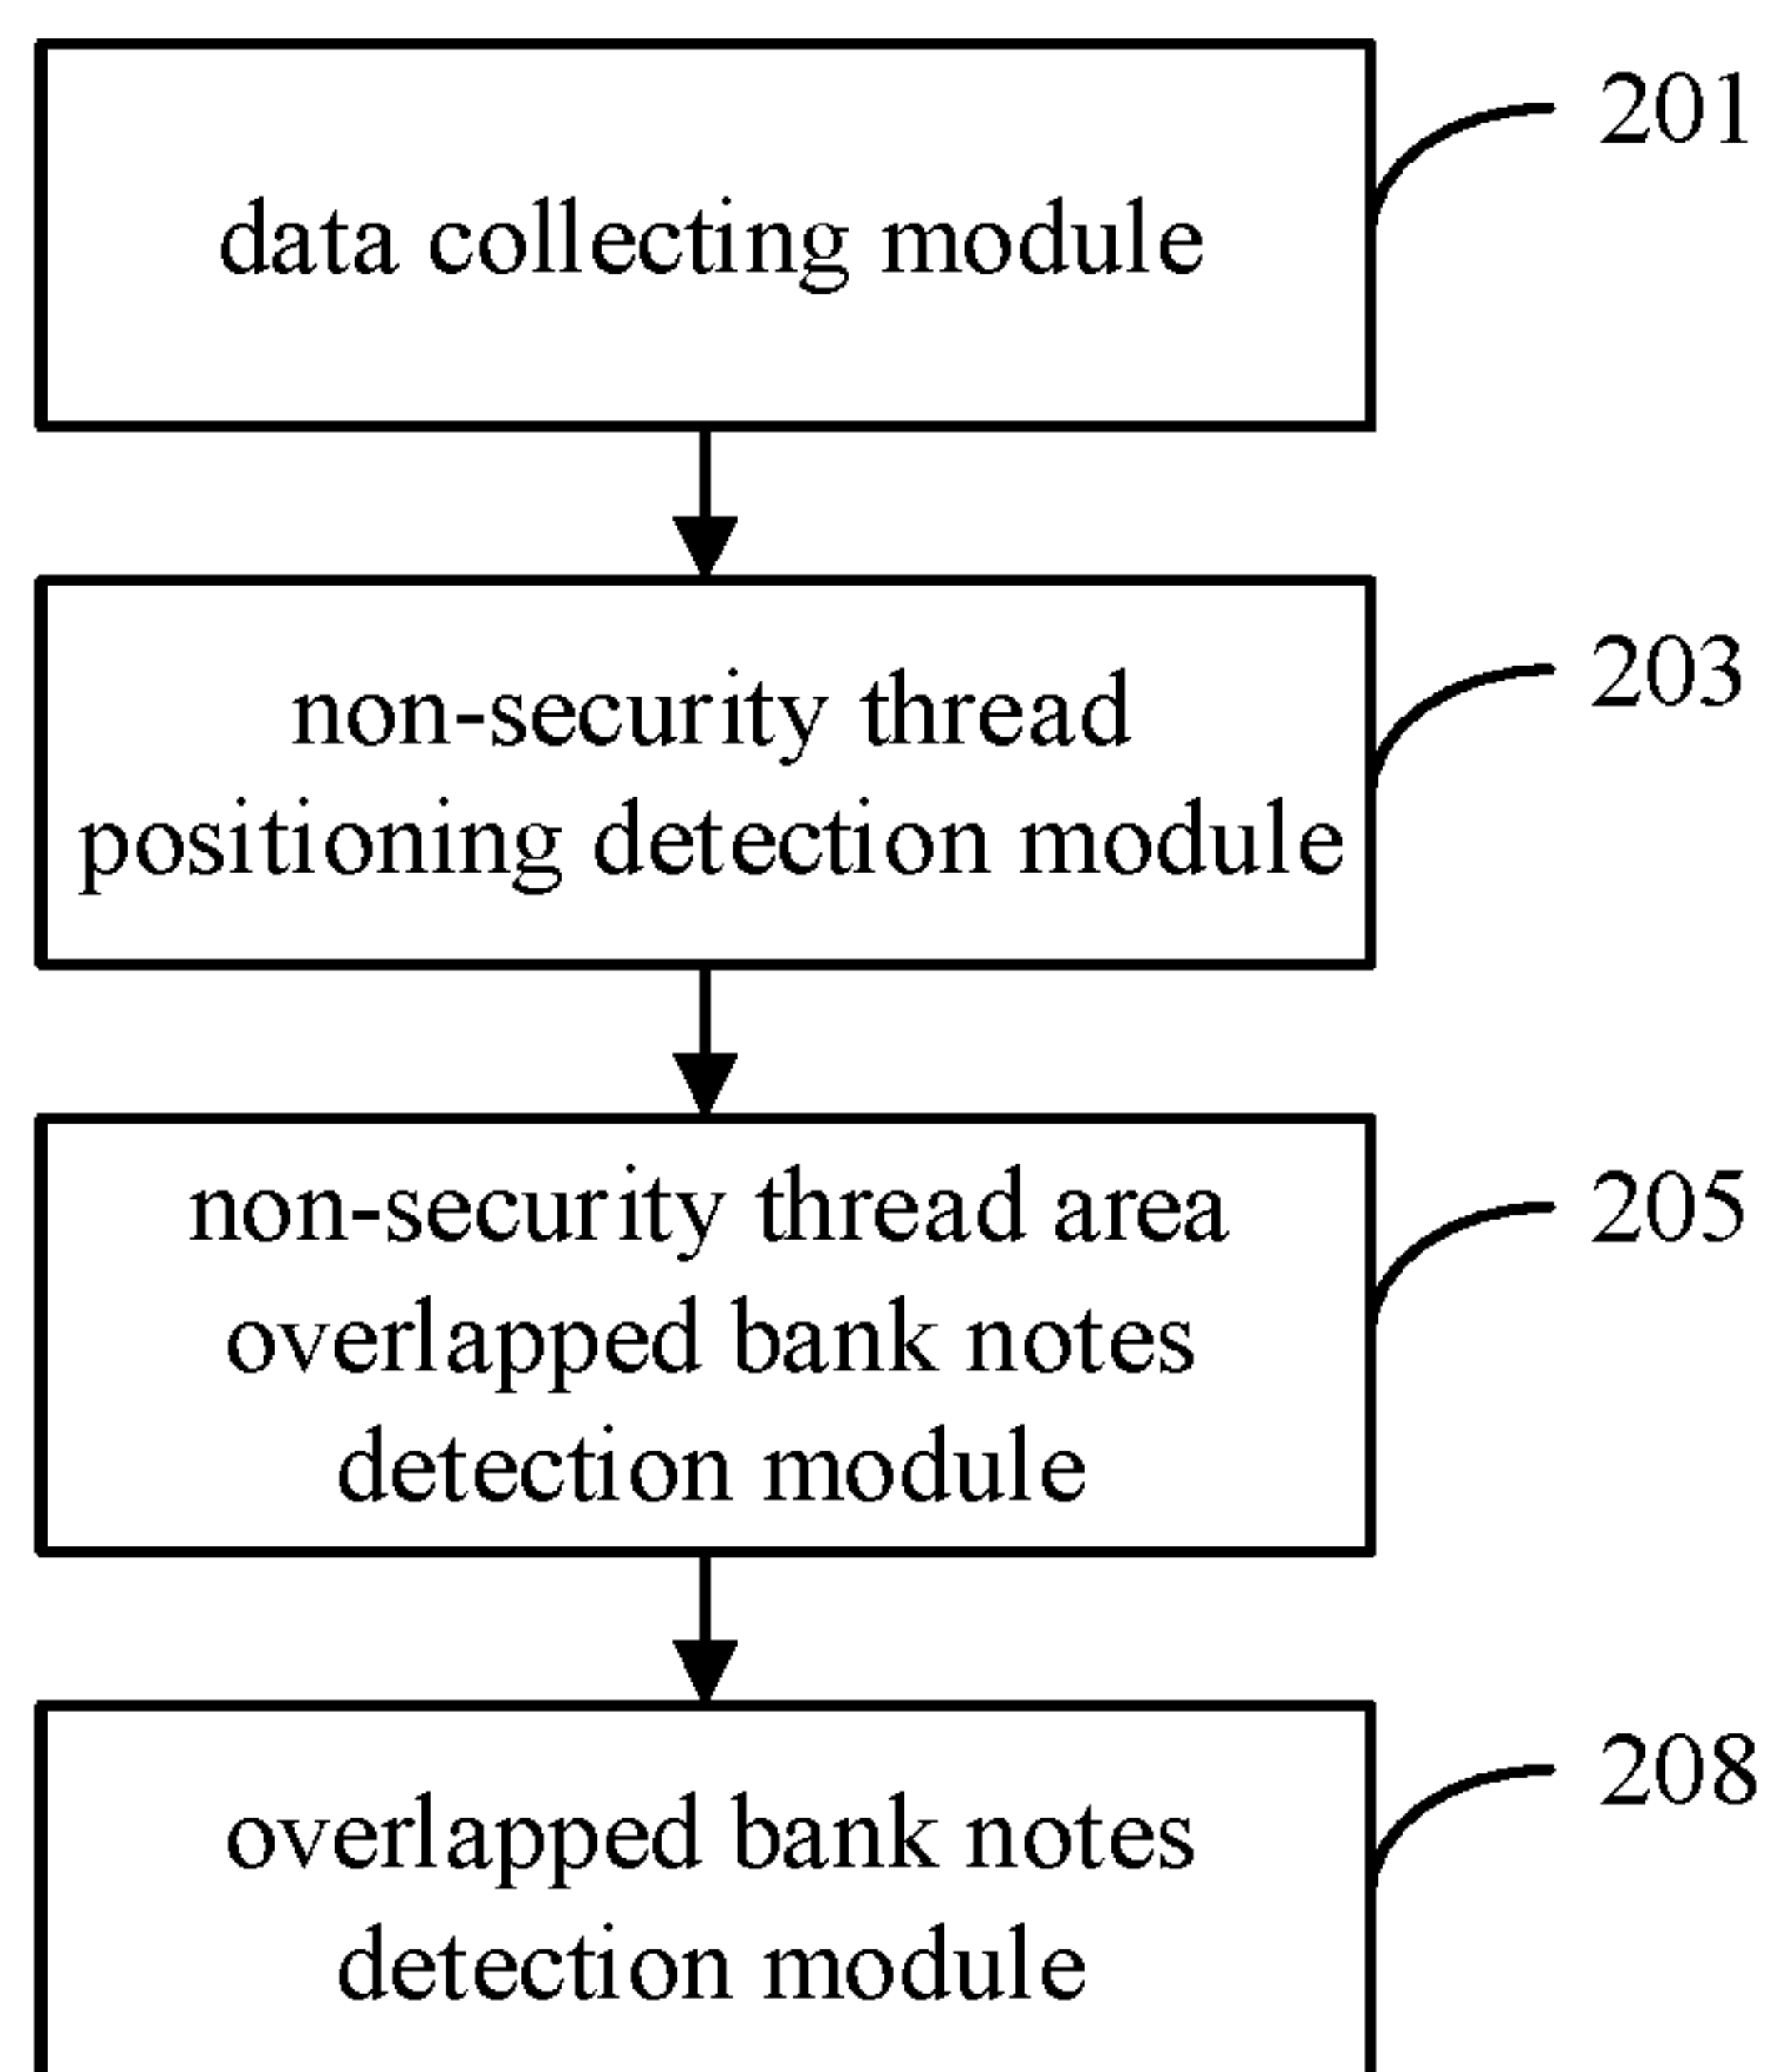 data collecting module
201
non-security thread
positioning detection module
203
non-security thread area
overlapped bank notes
detection module
205
overlapped bank notes
detection module
208